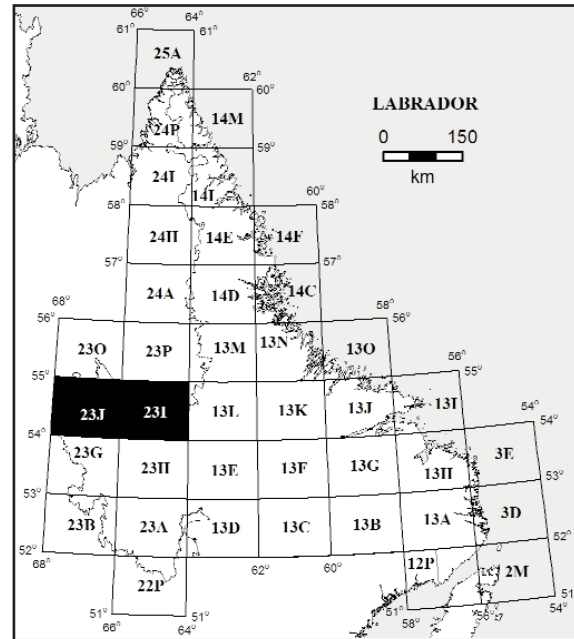 66° 64° 61°
61°
25A
60° 62°
60°
LABRADOR
24P 14M
0 150
59° 59°
km
24I 14L
60°
58° 58°
24H 14E 14F
57° 57°
68°
24A 14D 14C
58°
56° 56°
23O 23P 13M 13N 13O
56°
55° 55°
23J 23I 13L 13K 13J 13I
54°
54° 54°
23G 23H 13E 13F 13G 13H 3E
53° 53°
23B 23A 13D 13C 13B 13A 3D
52° 52°
68° 62° 60° 12P
22P 2M
51° 51° 51°
66° 64° 58° 56°